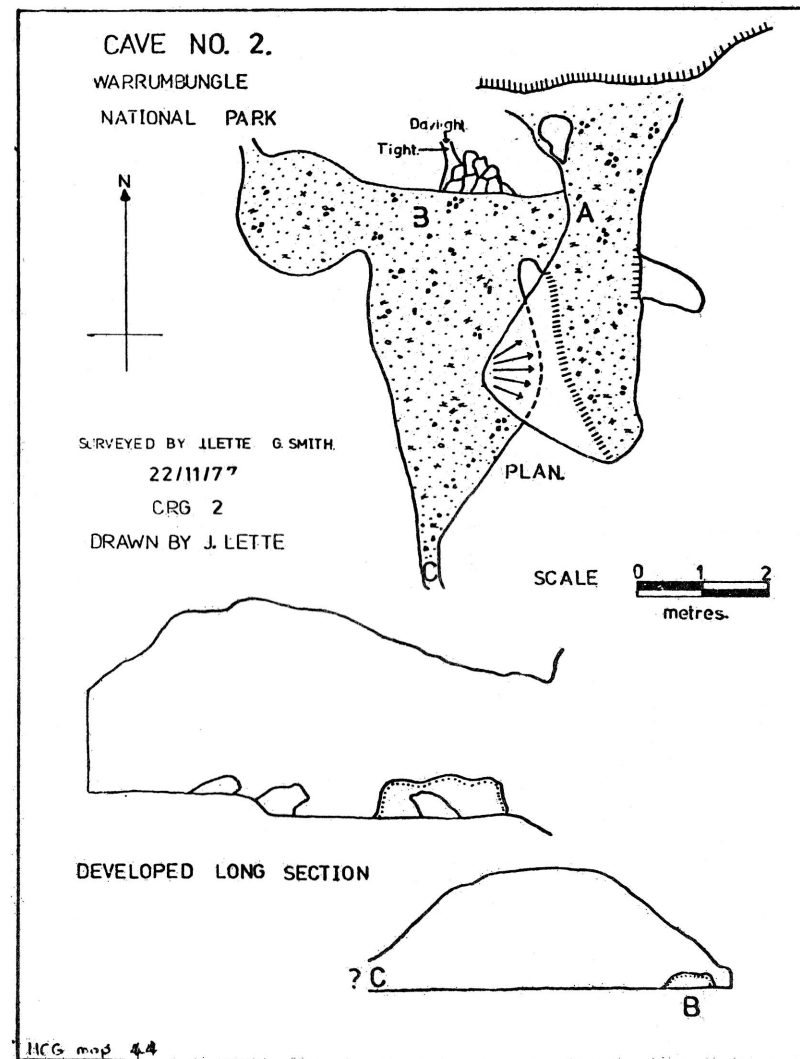 CAVE NO. 2.
WARRUMBUNGLE
NATIONAL PARK
Daylight.
Tight.
N
B
A
SURVEYED BY J.LETTE G. SMITH.
22/11/77
CRG 2
DRAWN BY J. LETTE
PLAN.
C
SCALE 0 1 2
metres.
DEVELOPED LONG SECTION
? C
B
HCG map 44